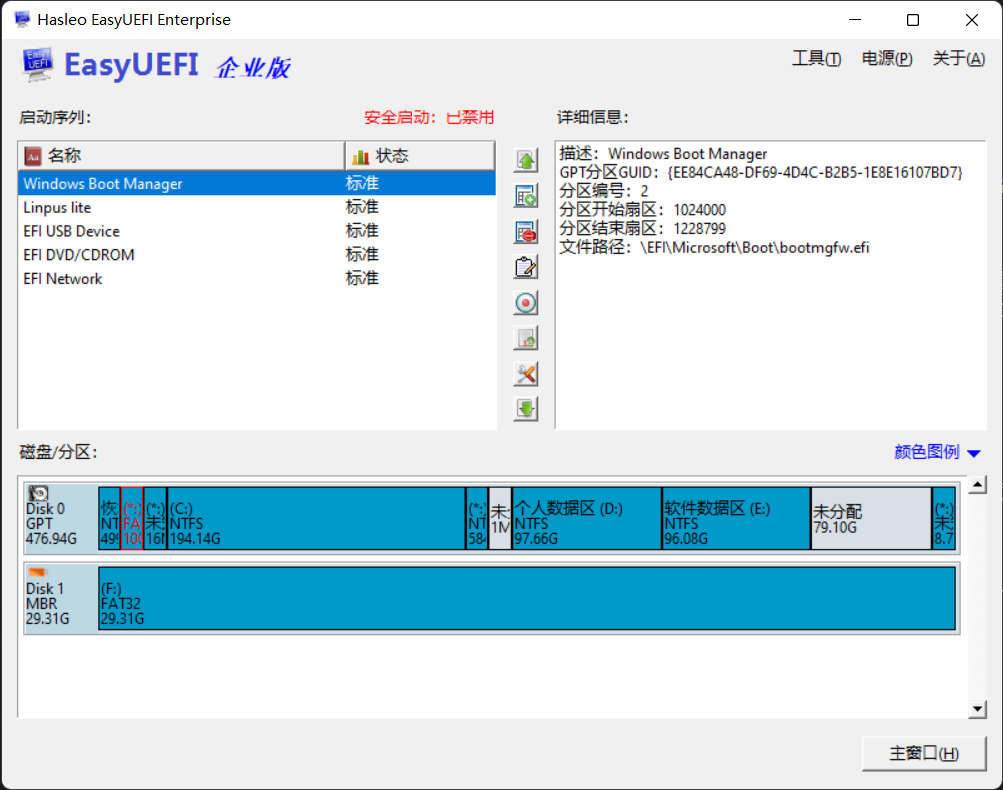 Hasleo EasyUEFI Enterprise
EasyUEFI 企业版
工具(T) 电源(P) 关于(A)
启动序列: 安全启动: 已禁用
名称 状态
Windows Boot Manager 标准
Linpus lite 标准
EFI USB Device 标准
EFI DVD/CDROM 标准
EFI Network 标准
详细信息:
描述: Windows Boot Manager
GPT分区GUID: {EE84CA48-DF69-4D4C-B2B5-1E8E16107BD7}
分区编号: 2
分区开始扇区: 1024000
分区结束扇区: 1228799
文件路径: \EFI\Microsoft\Boot\bootmgfw.efi
磁盘/分区: 颜色图例
Disk 0
GPT
476.94G
恢
NT
499
(*:)
FA
100
(*:)
未
16M
(C:)
NTFS
194.14G
(*:)
NT
584
未
1M
个人数据区 (D:)
NTFS
97.66G
软件数据区 (E:)
NTFS
96.08G
未分配
79.10G
(*:)
未
8.7
Disk 1
MBR
29.31G
(F:)
FAT32
29.31G
主窗口(H)